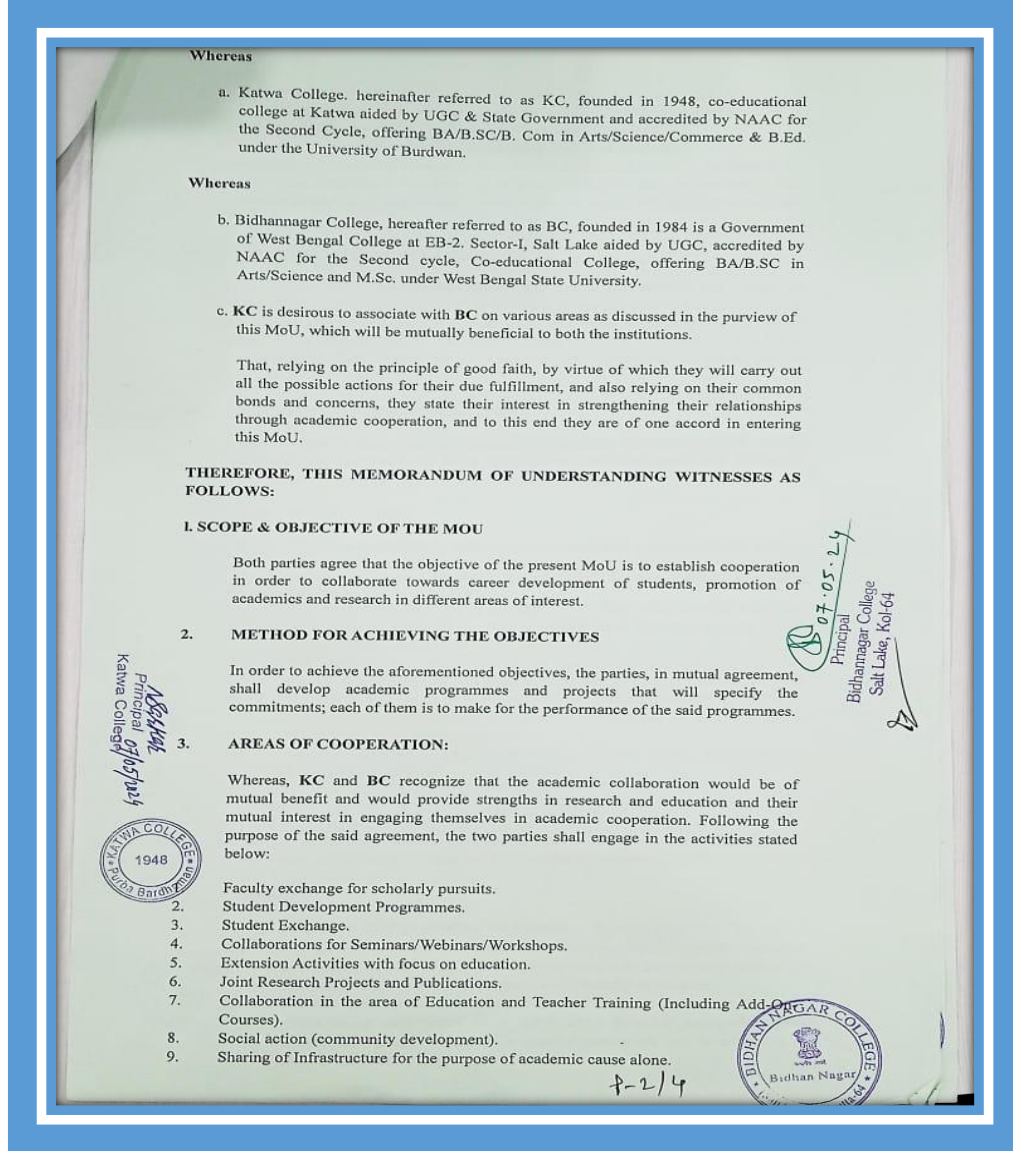 Whereas
a. Katwa College. hereinafter referred to as KC, founded in 1948, co-educational
college at Katwa aided by UGC & State Government and accredited by NAAC for
the Second Cycle, offering BA/B.SC/B. Com in Arts/Science/Commerce & B.Ed.
under the University of Burdwan.
Whereas
b. Bidhannagar College, hereafter referred to as BC, founded in 1984 is a Government
of West Bengal College at EB-2. Sector-I, Salt Lake aided by UGC, accredited by
NAAC for the Second cycle, Co-educational College, offering BA/B.SC in
Arts/Science and M.Sc. under West Bengal State University.
c. KC is desirous to associate with BC on various areas as discussed in the purview of
this MoU, which will be mutually beneficial to both the institutions.
That, relying on the principle of good faith, by virtue of which they will carry out
all the possible actions for their due fulfillment, and also relying on their common
bonds and concerns, they state their interest in strengthening their relationships
through academic cooperation, and to this end they are of one accord in entering
this MoU.
THEREFORE, THIS MEMORANDUM OF UNDERSTANDING WITNESSES AS
FOLLOWS:
1. SCOPE & OBJECTIVE OF THE MOU
Both parties agree that the objective of the present MoU is to establish cooperation
in order to collaborate towards career development of students, promotion of
academics and research in different areas of interest.
2. METHOD FOR ACHIEVING THE OBJECTIVES
In order to achieve the aforementioned objectives, the parties, in mutual agreement,
shall develop academic programmes and projects that will specify the
commitments; each of them is to make for the performance of the said programmes.
3. AREAS OF COOPERATION:
Whereas, KC and BC recognize that the academic collaboration would be of
mutual benefit and would provide strengths in research and education and their
mutual interest in engaging themselves in academic cooperation. Following the
purpose of the said agreement, the two parties shall engage in the activities stated
below:
Faculty exchange for scholarly pursuits.
2. Student Development Programmes.
3. Student Exchange.
4. Collaborations for Seminars/Webinars/Workshops.
5. Extension Activities with focus on education.
6. Joint Research Projects and Publications.
7. Collaboration in the area of Education and Teacher Training (Including Add-On
Courses).
8. Social action (community development).
9. Sharing of Infrastructure for the purpose of academic cause alone.
P-2/4
07.05.24
Principal
Bidhannagar College
Salt Lake, Kol-64
Principal 07/05/2024
Katwa College
KATWA COLLEGE
1948
Purba Bardhaman
BIDHAN NAGAR COLLEGE
Bidhan Nagar